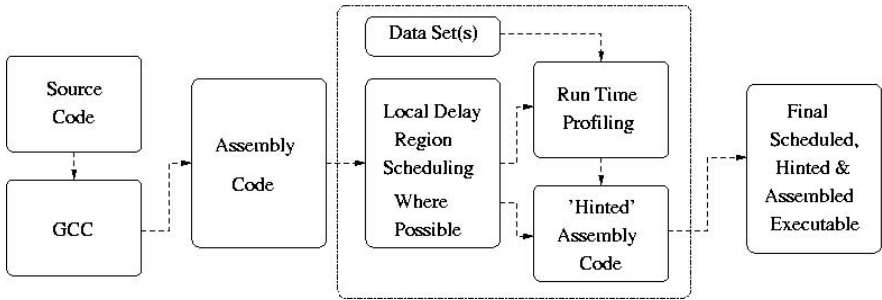 Source
Code
GCC
Assembly
Code
Data Set(s)
Local Delay
Region
Scheduling
Where
Possible
Run Time
Profiling
'Hinted'
Assembly
Code
Final
Scheduled,
Hinted &
Assembled
Executable